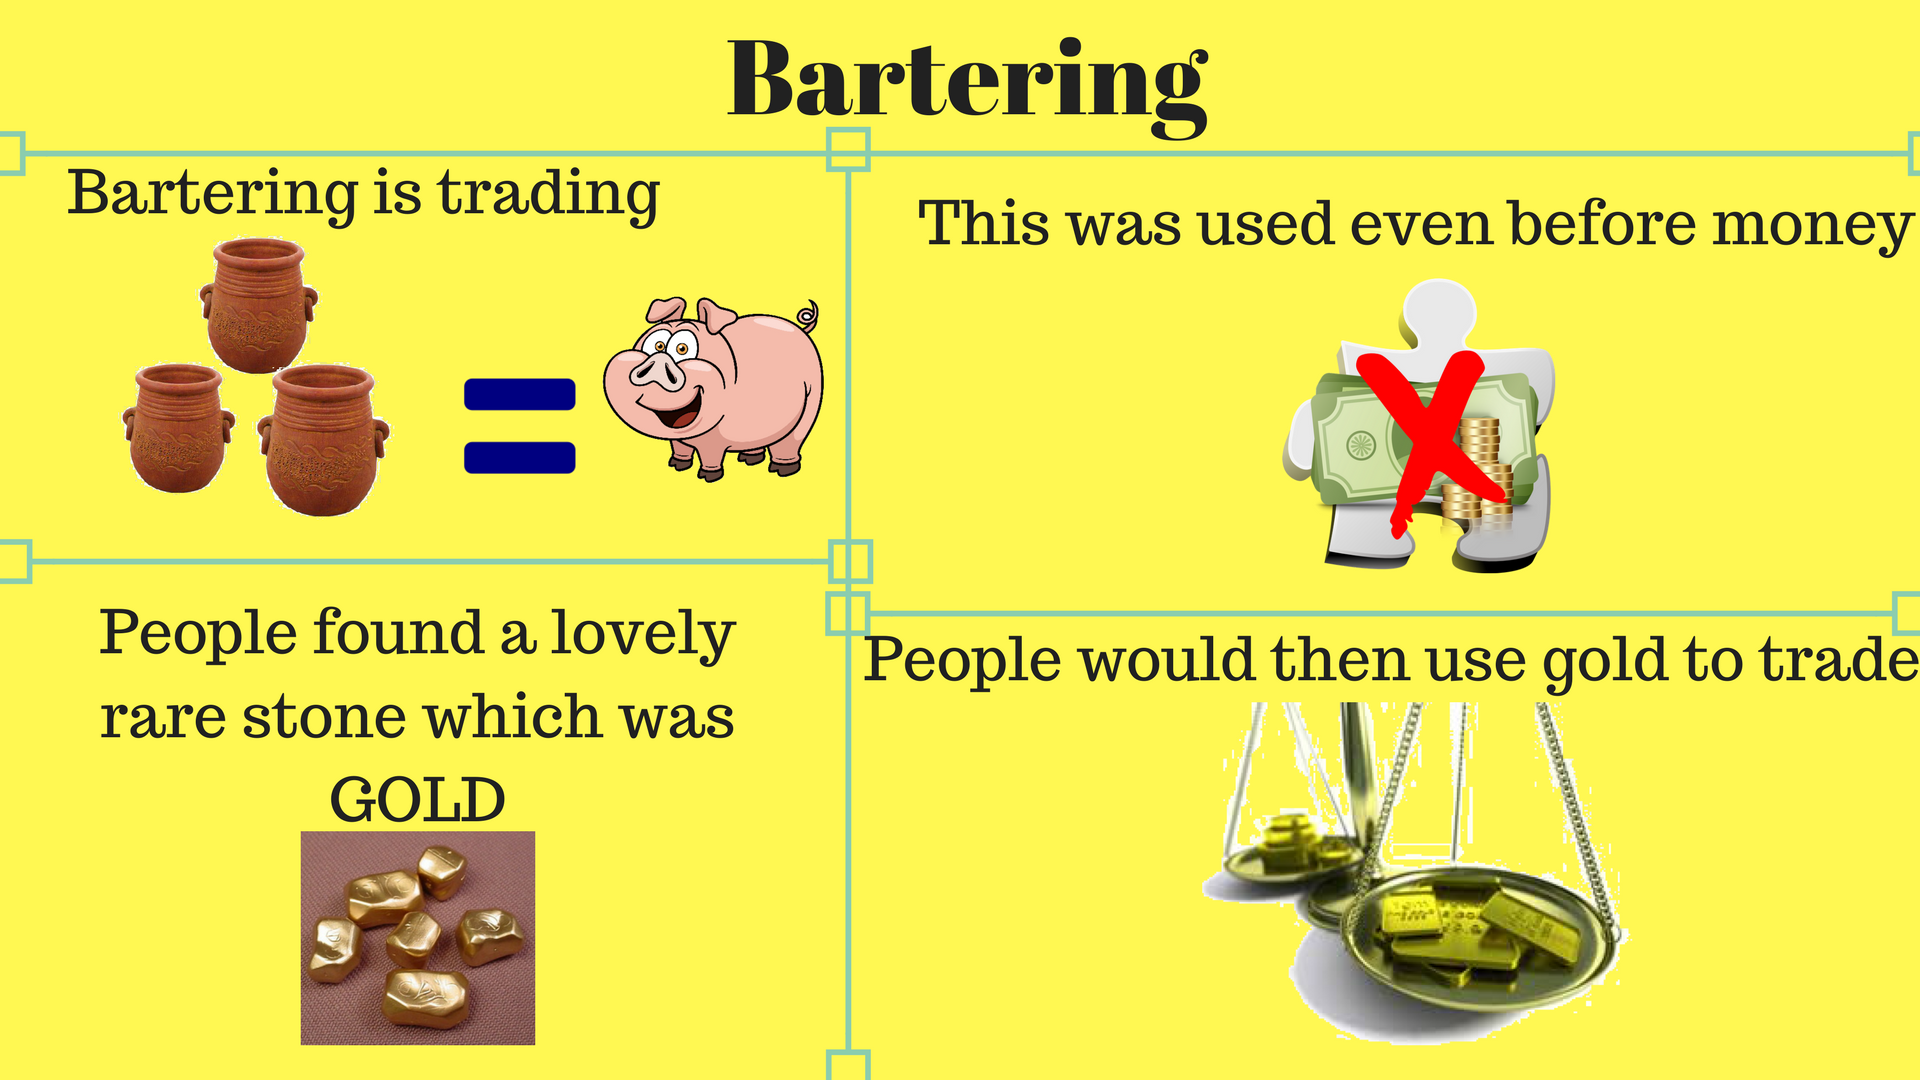 Bartering
Bartering is trading
This was used even before money
People found a lovely
rare stone which was
GOLD
People would then use gold to trade